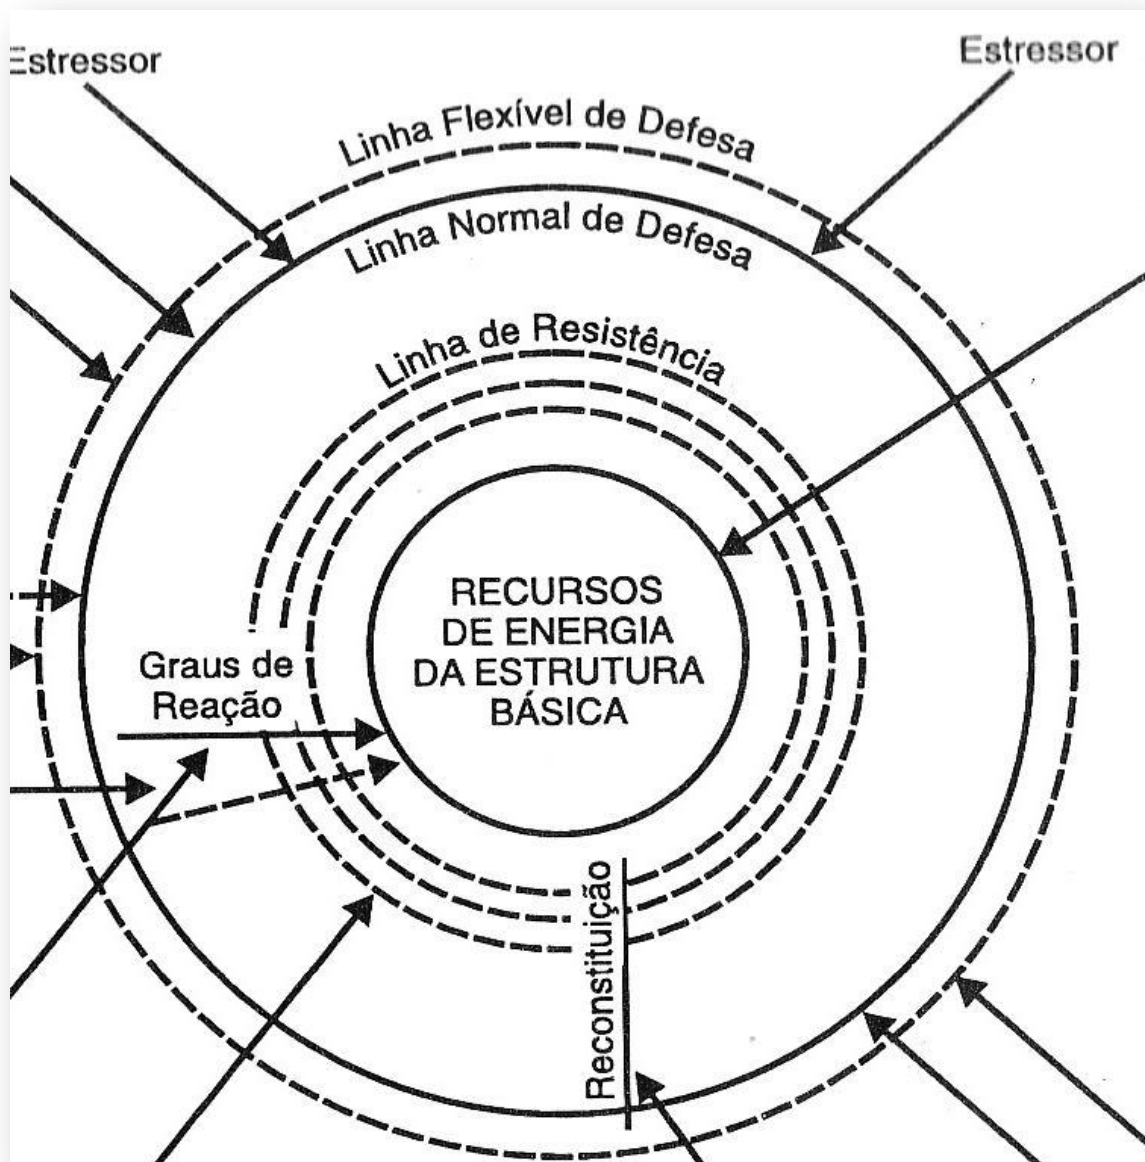 Estressor
Estressor
Linha Flexível de Defesa
Linha Normal de Defesa
Linha de Resistência
RECURSOS
DE ENERGIA
DA ESTRUTURA
BÁSICA
Graus de
Reação
Reconstituição